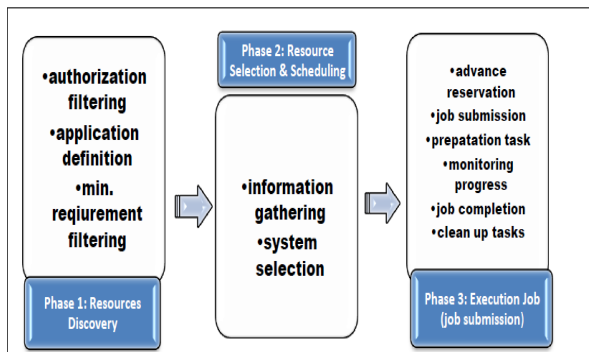 •authorization
filtering
•application
definition
•min.
reqiurement
filtering
Phase 1: Resources
Discovery
Phase 2: Resource
Selection & Scheduling
•information
gathering
•system
selection
•advance
reservation
•job submission
•prepatation task
•monitoring
progress
•job completion
•clean up tasks
Phase 3: Execution Job
(job submission)